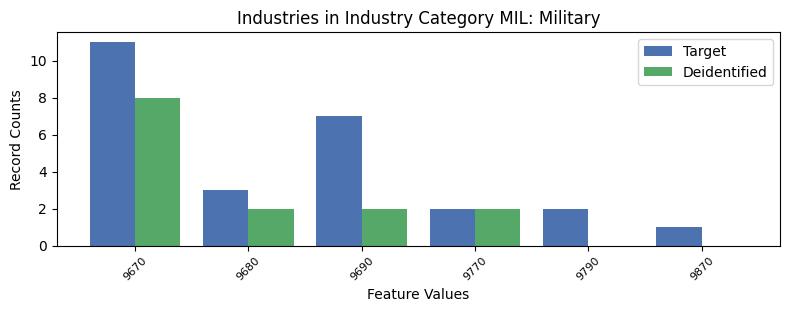 Industries in Industry Category MIL: Military
Target
Deidentified
Record Counts
10
8
6
4
2
0
9670
9680
9690
9770
9790
9870
Feature Values